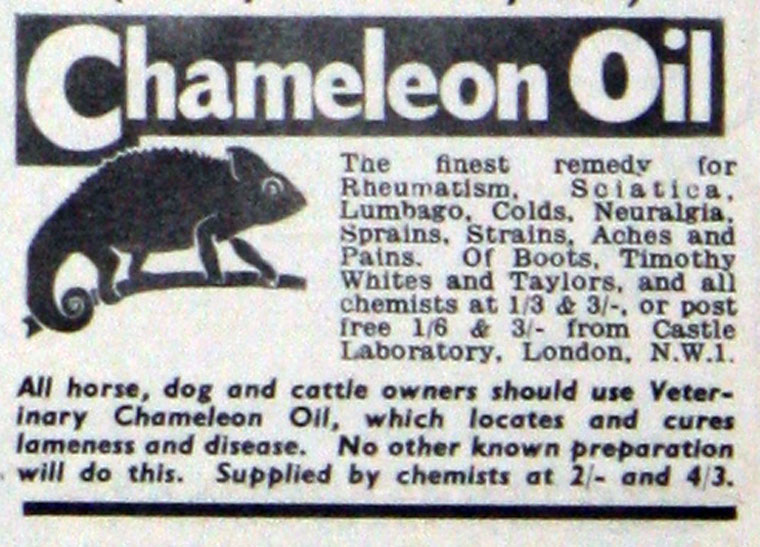 Chameleon Oil
The finest remedy for
Rheumatism, Sciatica,
Lumbago, Colds, Neuralgia,
Sprains, Strains, Aches and
Pains. Of Boots, Timothy
Whites and Taylors, and all
chemists at 1/3 & 3/-, or post
free 1/6 & 3/- from Castle
Laboratory, London, N.W.1.
All horse, dog and cattle owners should use Veter-
inary Chameleon Oil, which locates and cures
lameness and disease. No other known preparation
will do this. Supplied by chemists at 2/- and 4/3.